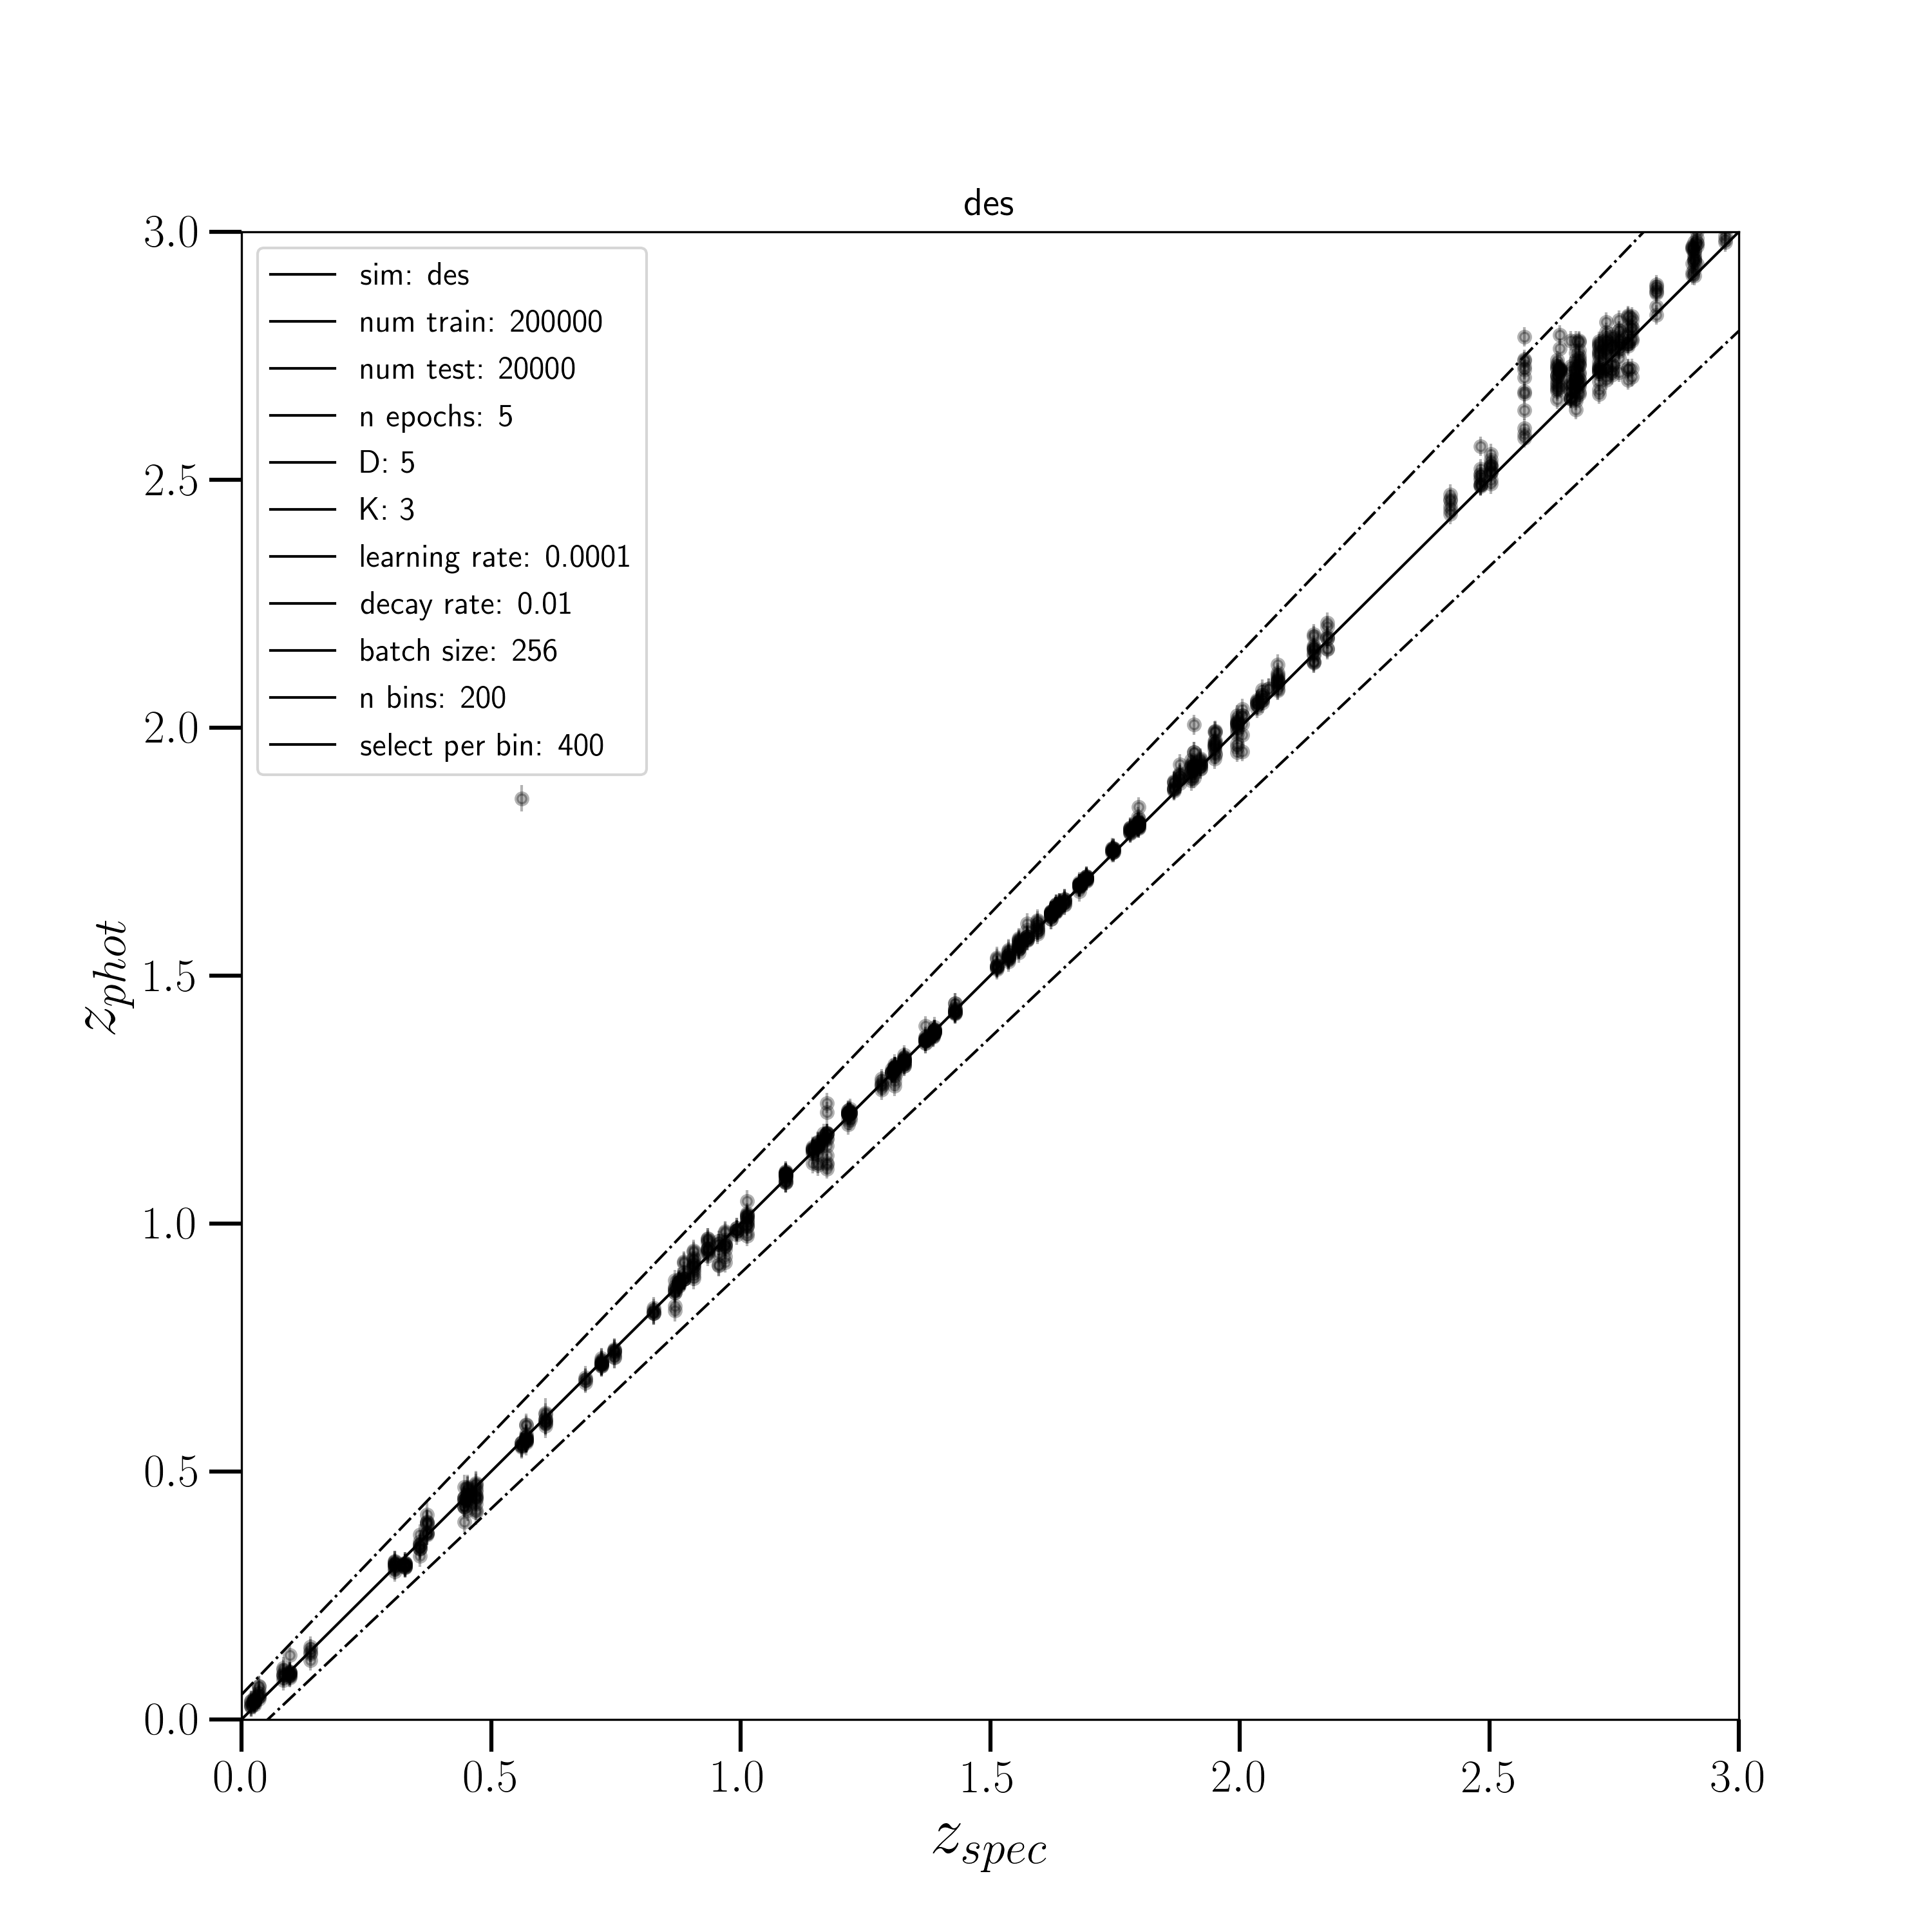 des
3.0
sim: des
num train: 200000
num test: 20000
n epochs: 5
D: 5
K: 3
learning rate: 0.0001
decay rate: 0.01
batch size: 256
n bins: 200
select per bin: 400
2.5
2.0
1.5
1.0
0.5
0.0
z_phot
0.0 0.5 1.0 1.5 2.0 2.5 3.0
z_spec